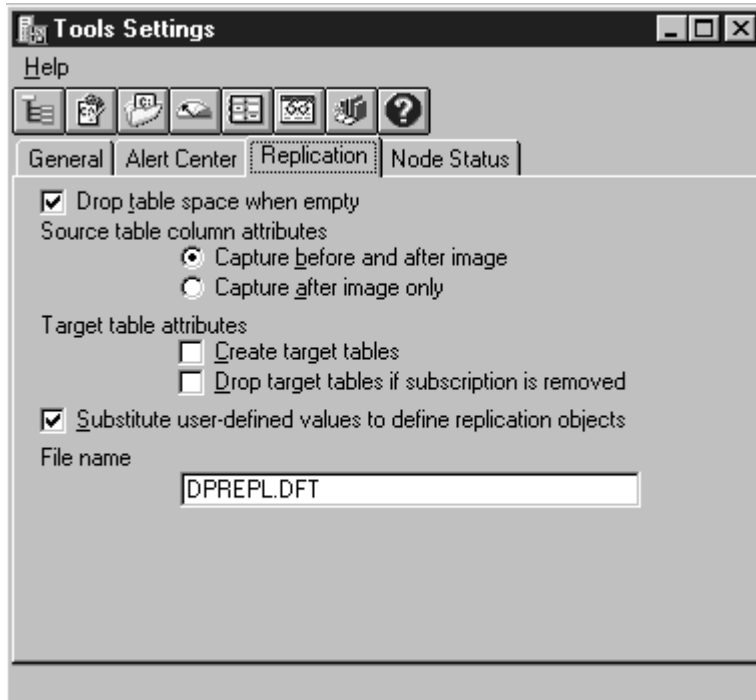 Tools Settings
Help
General Alert Center Replication Node Status
Drop table space when empty
Source table column attributes
Capture before and after image
Capture after image only
Target table attributes
Create target tables
Drop target tables if subscription is removed
Substitute user-defined values to define replication objects
File name
DPREPL.DFT